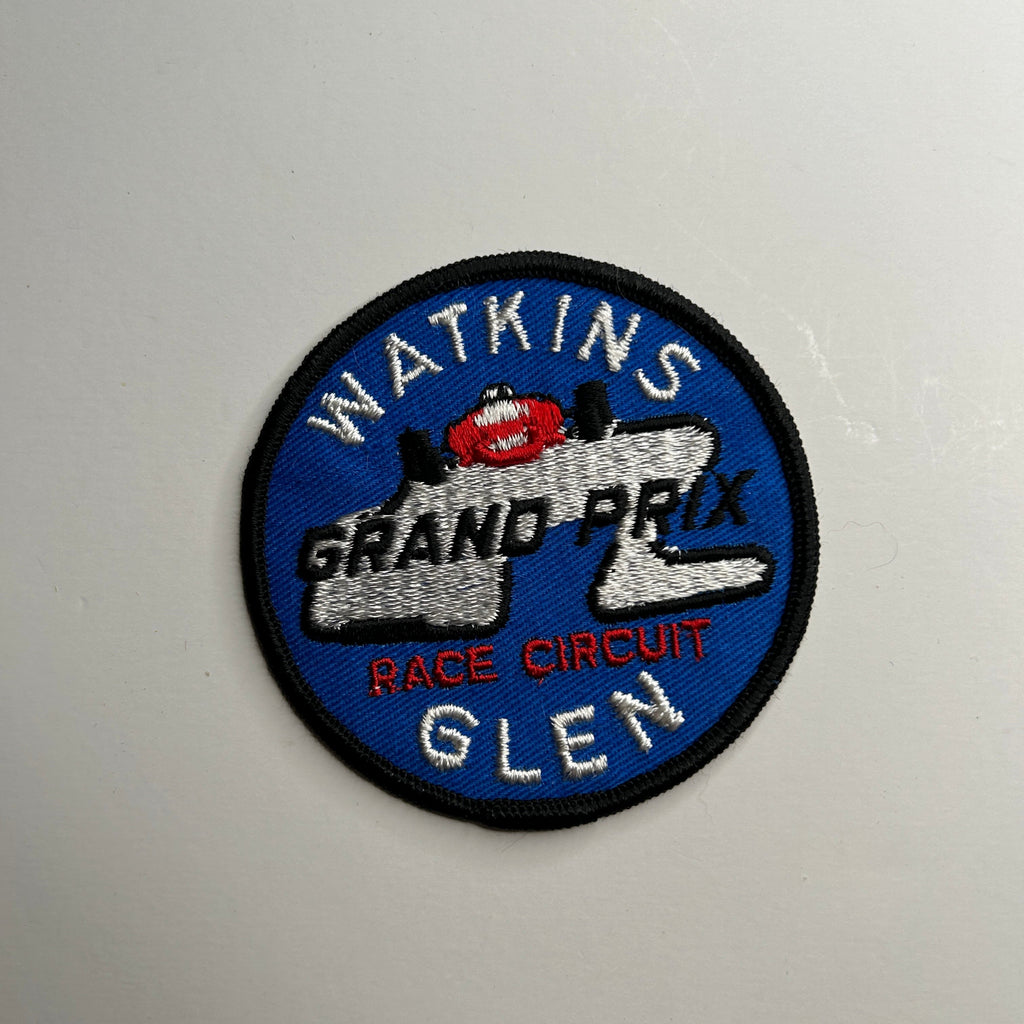 WATKINS
GRAND PRIX
RACE CIRCUIT
GLEN